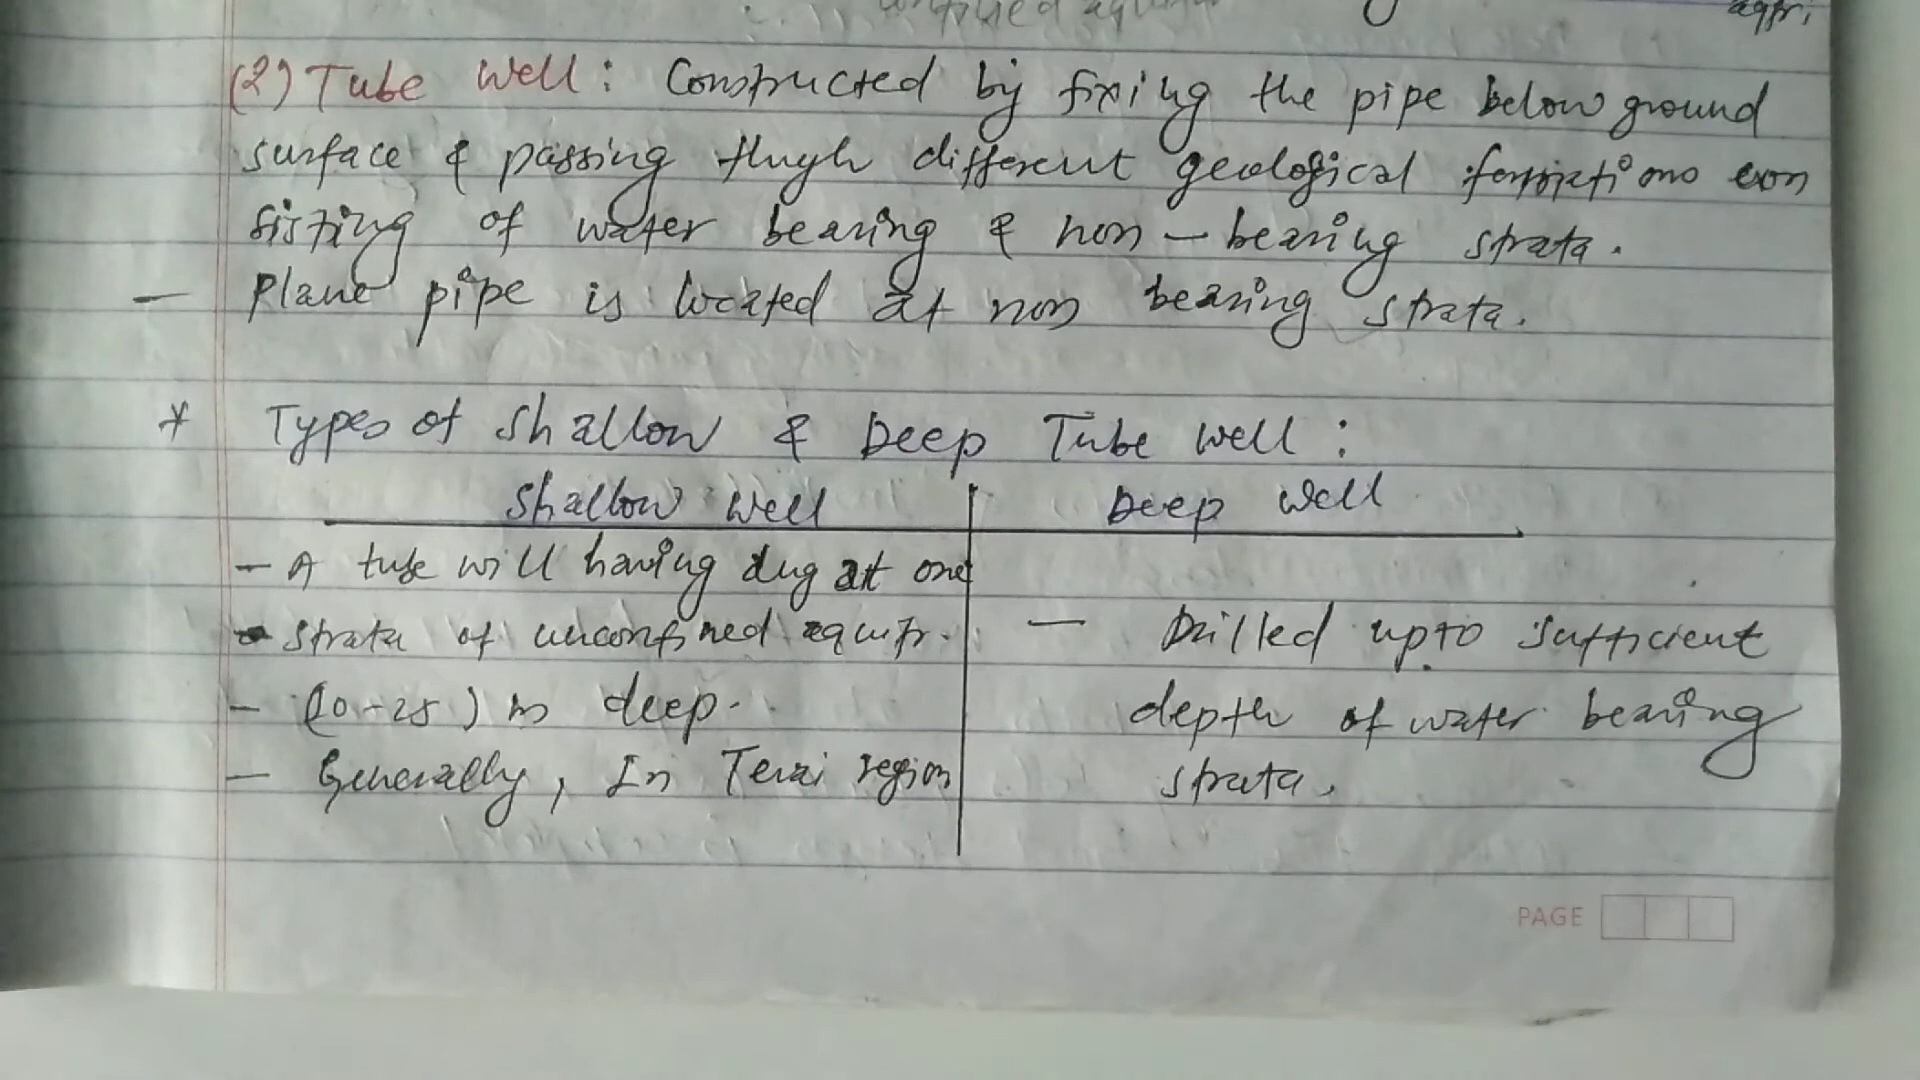 confined
(2) Tube well : Constructed by fixing the pipe below ground
surface & passing thugh different geological formations con
sisting of water bearing & non - bearing strata.
- Plane pipe is located at non bearing strata.
* Types of Shallow & Deep Tube well :
Shallow Well Deep Well
- A tube will having dug at one
- Strata of unconfined aquifr.
- (20-25) m deep.
- Generally, In Terai region
- Drilled upto sufficient
depth of water bearing
strata.
PAGE